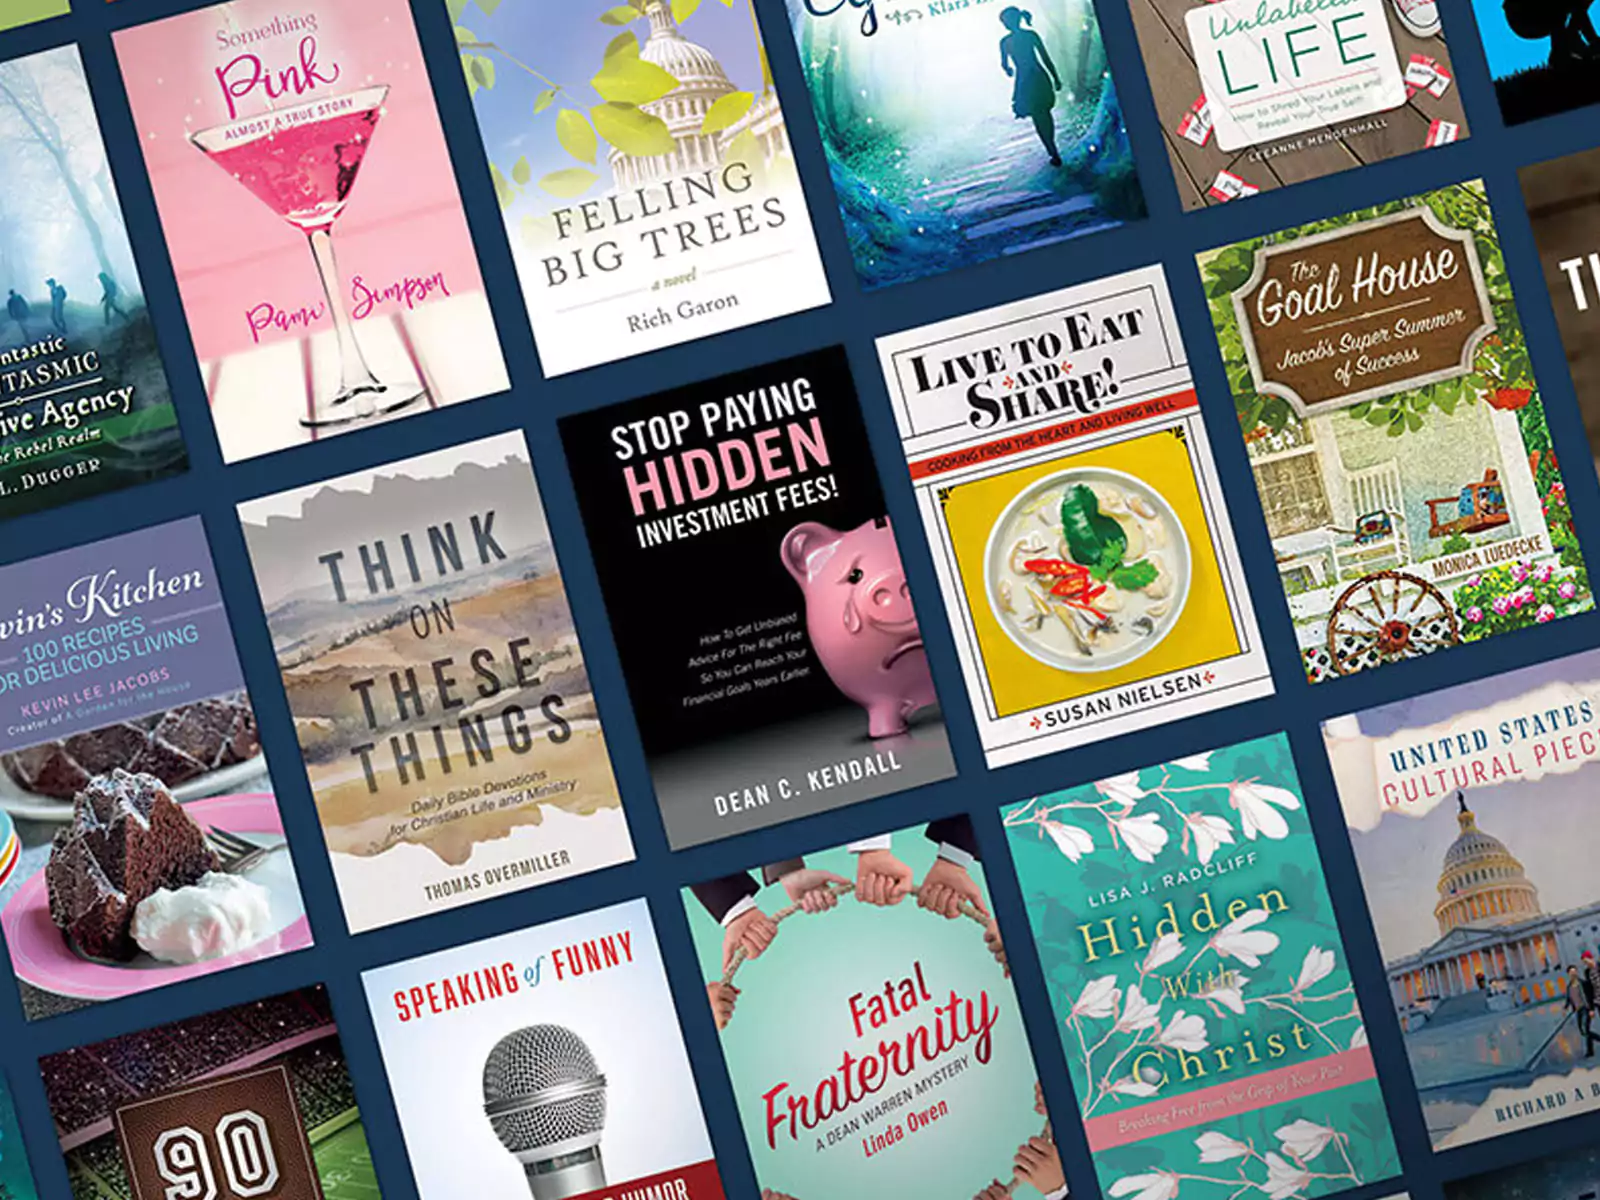 Something
Pink
ALMOST A TRUE STORY
Pami Simpson
FELLING
BIG TREES
a novel
Rich Garon
Klara
Unlabeled
LIFE
How to Shred Your Labels and
Reveal Your True Self!
LEEANNE MENDENHALL
ntastic
NTASMIC
ive Agency
he Rebel Realm
L. DUGGER
vin's Kitchen
100 RECIPES
OR DELICIOUS LIVING
KEVIN LEE JACOBS
Creator of A Garden for the House
THINK
ON
THESE
THINGS
Daily Bible Devotions
for Christian Life and Ministry
THOMAS OVERMILLER
STOP PAYING
HIDDEN
INVESTMENT FEES!
How To Get Unbiased
Advice For The Right Fee
So You Can Reach Your
Financial Goals Years Earlier.
DEAN C. KENDALL
LIVE TO EAT
AND
SHARE!
COOKING FROM THE HEART AND LIVING WELL
SUSAN NIELSEN
The
Goal House
Jacob's Super Summer
of Success
MONICA LUEDECKE
90
SPEAKING of FUNNY
HUMOR
Fatal
Fraternity
A DEAN WARREN MYSTERY
Linda Owen
LISA J. RADCLIFF
Hidden
With
Christ
Breaking Free from the Grip of Your Past
UNITED STATES
CULTURAL PIEC
RICHARD A B